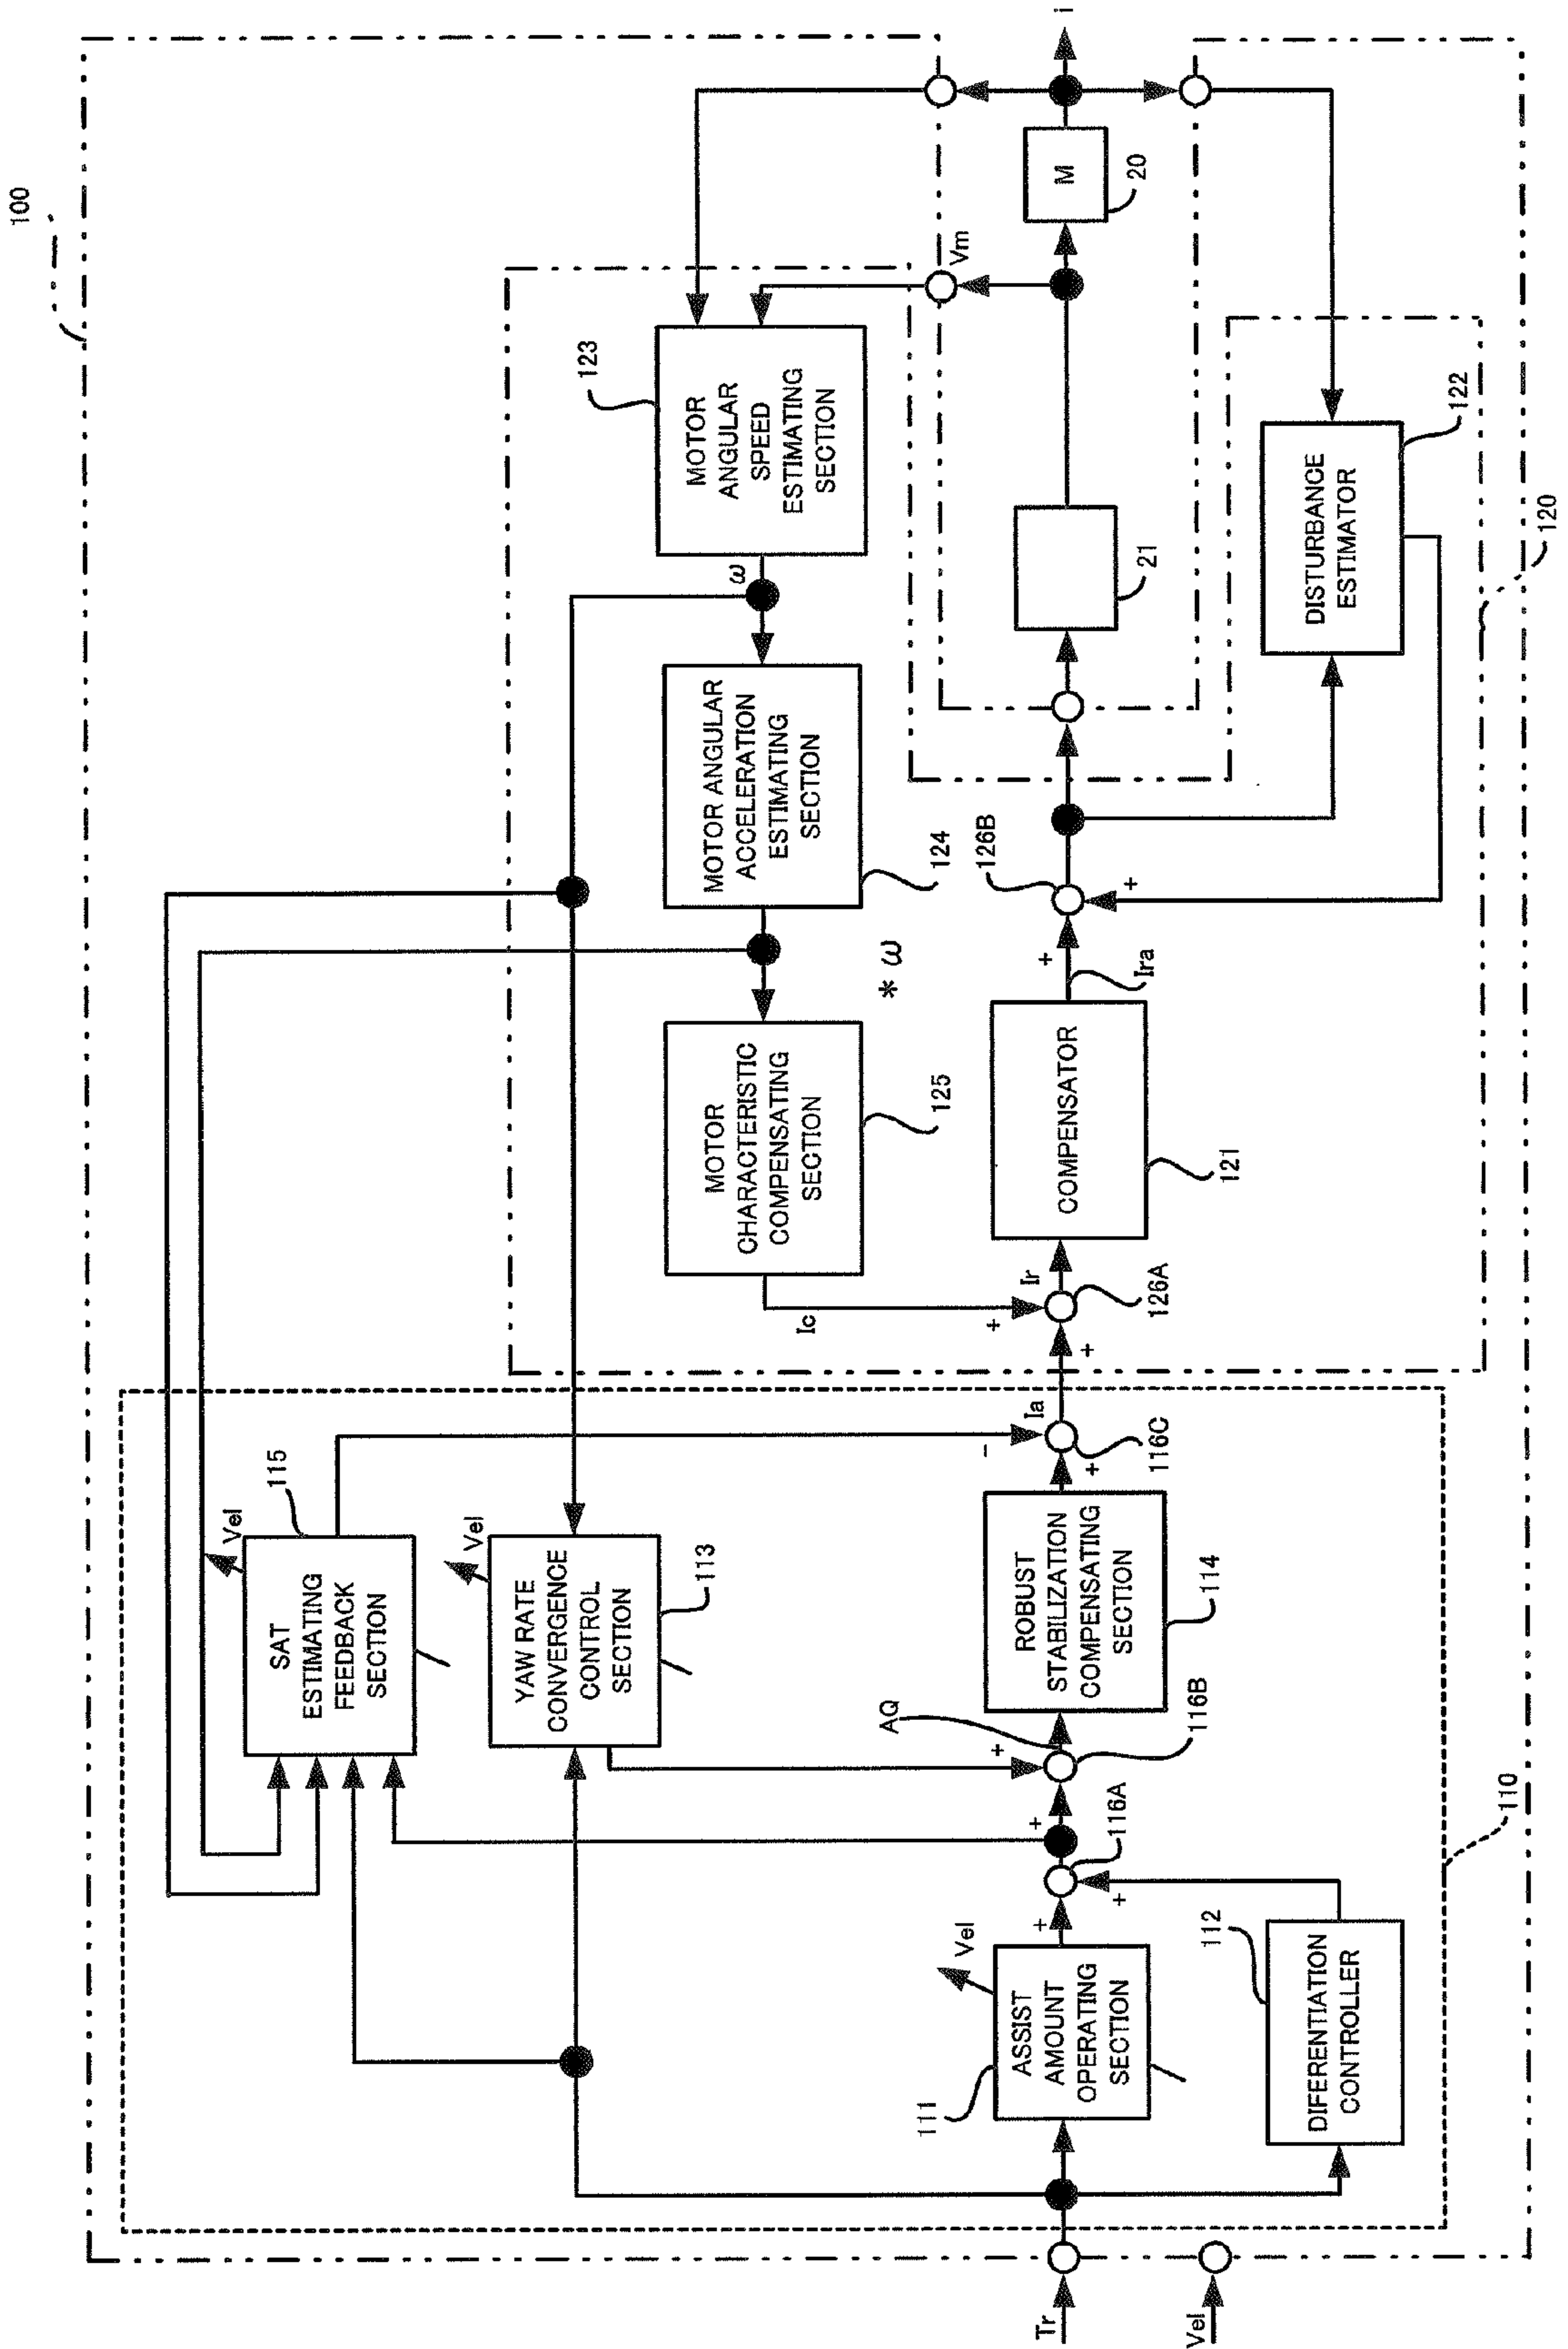 100
110
120
Tr
Vel
111
ASSIST
AMOUNT
OPERATING
SECTION
Vel
112
DIFERENTIATION
CONTROLLER
+
+
116A
+
+
116B
AQ
SAT
ESTIMATING
FEEDBACK
SECTION
115
Vel
YAW RATE
CONVERGENCE
CONTROL
SECTION
113
Vel
ROBUST
STABILIZATION
COMPENSATING
SECTION
114
-
+
116C
Ia
+
+
126A
Ic
Ir
MOTOR
CHARACTERISTIC
COMPENSATING
SECTION
125
COMPENSATOR
121
Ira
*ω
+
+
126B
MOTOR ANGULAR
ACCELERATION
ESTIMATING
SECTION
124
ω
MOTOR
ANGULAR
SPEED
ESTIMATING
SECTION
123
21
DISTURBANCE
ESTIMATOR
122
Vm
M
20
i